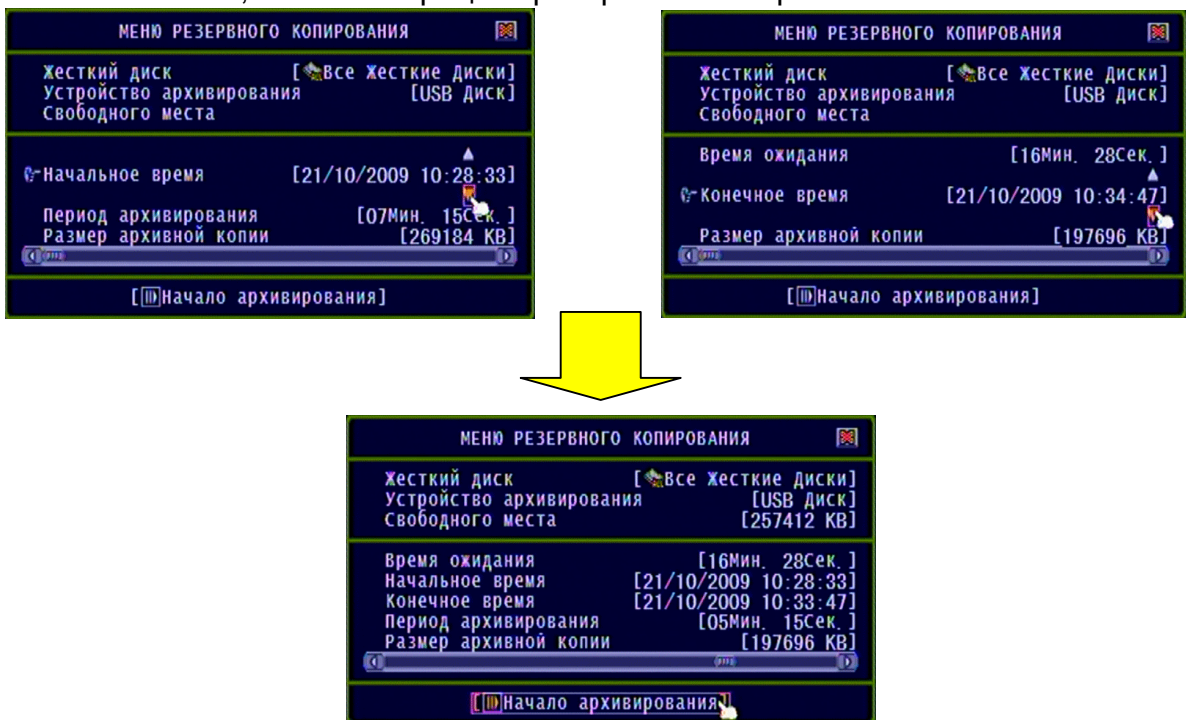 МЕНЮ РЕЗЕРВНОГО КОПИРОВАНИЯ
Жесткий диск [Все Жесткие Диски]
Устройство архивирования [USB Диск]
Свободного места
Начальное время [21/10/2009 10:28:33]
Период архивирования [07Мин. 15Сек.]
Размер архивной копии [269184 KB]
[Начало архивирования]
МЕНЮ РЕЗЕРВНОГО КОПИРОВАНИЯ
Жесткий диск [Все Жесткие Диски]
Устройство архивирования [USB Диск]
Свободного места
Время ожидания [16Мин. 28Сек.]
Конечное время [21/10/2009 10:34:47]
Размер архивной копии [197696 KB]
[Начало архивирования]
МЕНЮ РЕЗЕРВНОГО КОПИРОВАНИЯ
Жесткий диск [Все Жесткие Диски]
Устройство архивирования [USB Диск]
Свободного места [257412 KB]
Время ожидания [16Мин. 28Сек.]
Начальное время [21/10/2009 10:28:33]
Конечное время [21/10/2009 10:33:47]
Период архивирования [05Мин. 15Сек.]
Размер архивной копии [197696 KB]
[Начало архивирования]